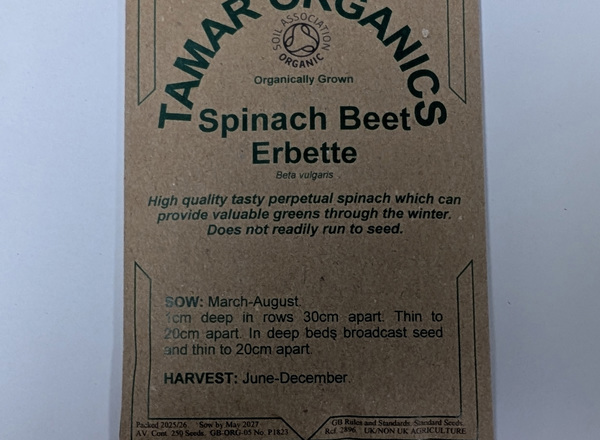 TAMAR ORGANICS
SOIL ASSOCIATION
ORGANIC
Organically Grown
Spinach Beet
Erbette
Beta vulgaris
High quality tasty perpetual spinach which can
provide valuable greens through the winter.
Does not readily run to seed.
SOW: March-August.
1cm deep in rows 30cm apart. Thin to
20cm apart. In deep beds broadcast seed
and thin to 20cm apart.
HARVEST: June-December.
Packed 2025/26 Sow by May 2027
AV. Cont. 250 Seeds. GB-ORG-05 No. P1823
GB Rules and Standards. Standard Seeds.
Ref. 2896. UK/NON UK AGRICULTURE